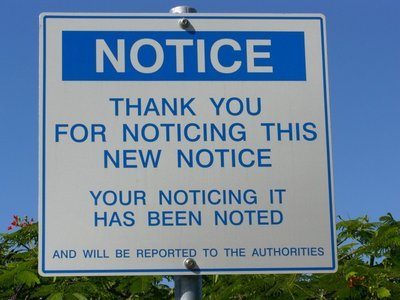 NOTICE
THANK YOU
FOR NOTICING THIS
NEW NOTICE
YOUR NOTICING IT
HAS BEEN NOTED
AND WILL BE REPORTED TO THE AUTHORITIES